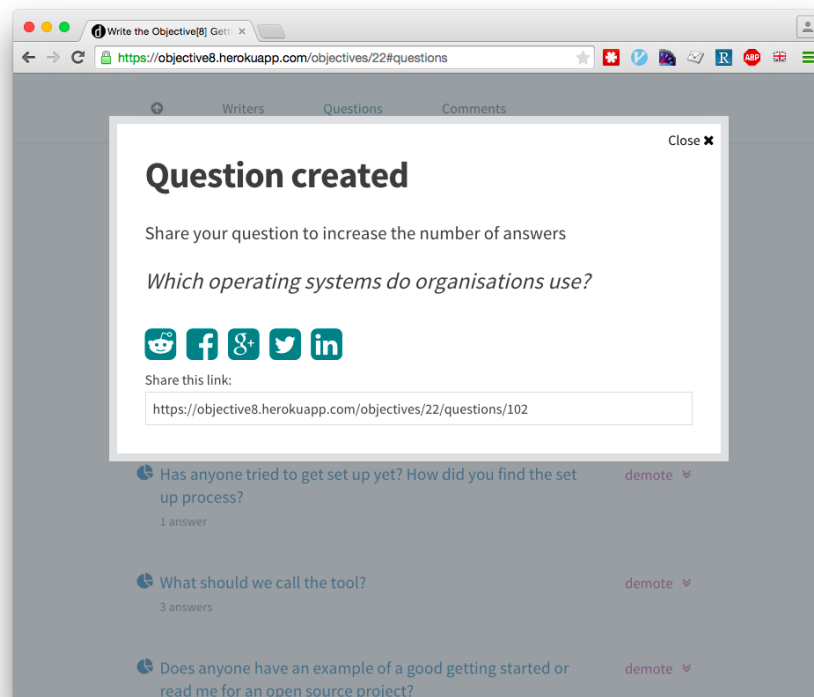 Write the Objective[8] Getti
https://objective8.herokuapp.com/objectives/22#questions
R
ABP
Writers Questions Comments
Close
Question created
Share your question to increase the number of answers
Which operating systems do organisations use?
g+
in
Share this link:
https://objective8.herokuapp.com/objectives/22/questions/102
Has anyone tried to get set up yet? How did you find the set demote
up process?
1 answer
What should we call the tool? demote
3 answers
Does anyone have an example of a good getting started or demote
read me for an open source project?